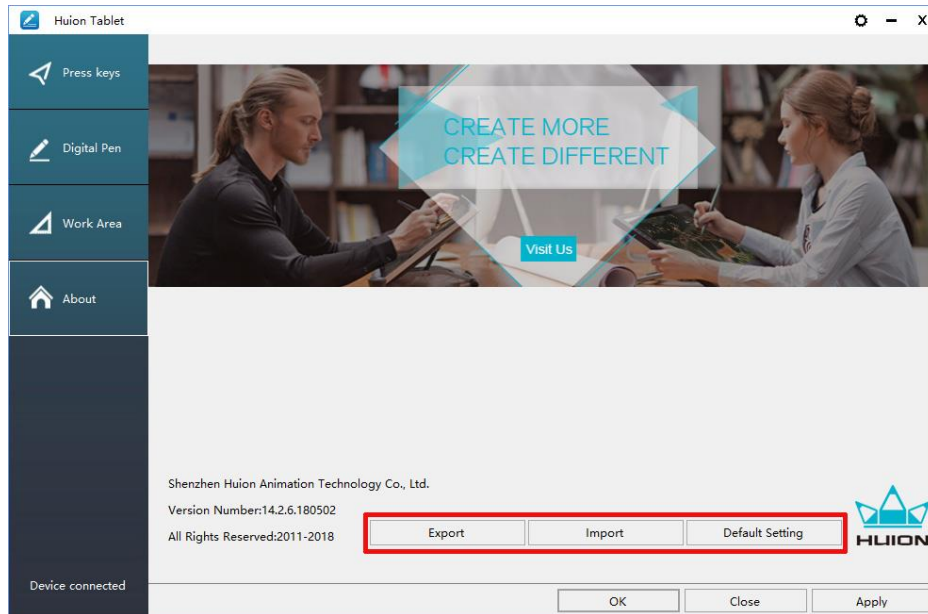 Huion Tablet
Press keys
Digital Pen
Work Area
About
CREATE MORE
CREATE DIFFERENT
Visit Us
Shenzhen Huion Animation Technology Co., Ltd.
Version Number:14.2.6.180502
All Rights Reserved:2011-2018
Export Import Default Setting
HUION
Device connected
OK Close Apply